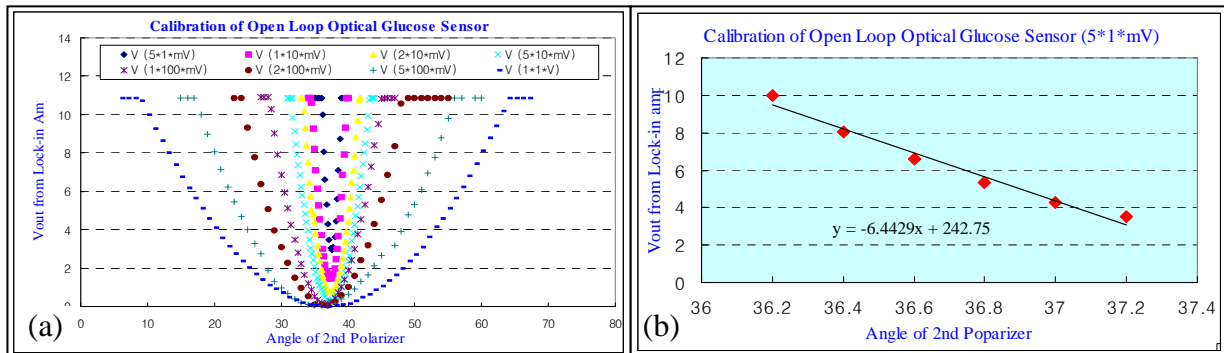 Calibration of Open Loop Optical Glucose Sensor
14
12
10
8
6
4
2
0
V (5*1*mV) V (1*10*mV) V (2*10*mV) V (5*10*mV)
V (1*100*mV) V (2*100*mV) V (5*100*mV) V (1*1*V)
Vout from Lock-in Am
0 10 20 30 40 50 60 70 80
Angle of 2nd Polarizer
(a)
Calibration of Open Loop Optical Glucose Sensor (5*1*mV)
12
10
8
6
4
2
0
Vout from Lock-in amp
y = -6.4429x + 242.75
36 36.2 36.4 36.6 36.8 37 37.2 37.4
Angle of 2nd Poparizer
(b)